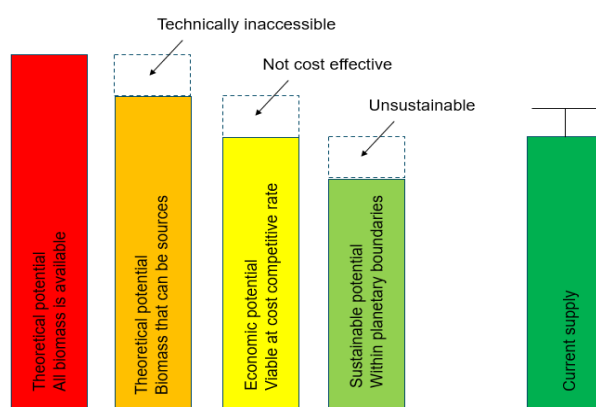 Technically inaccessible
Not cost effective
Unsustainable
Theoretical potential
All biomass is available
Theoretical potential
Biomass that can be sources
Economic potential
Viable at cost competitive rate
Sustainable potential
Within planetary boundaries
Current supply